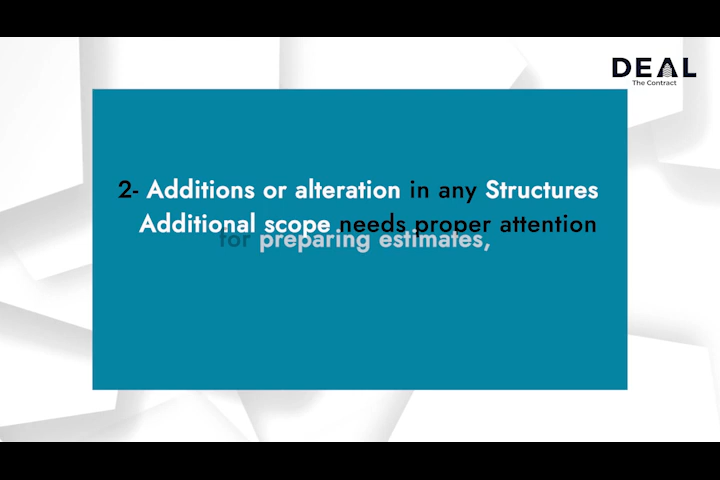 DEAL
The Contract
2- Additions or alteration in any Structures
Additional scope needs proper attention
for preparing estimates,